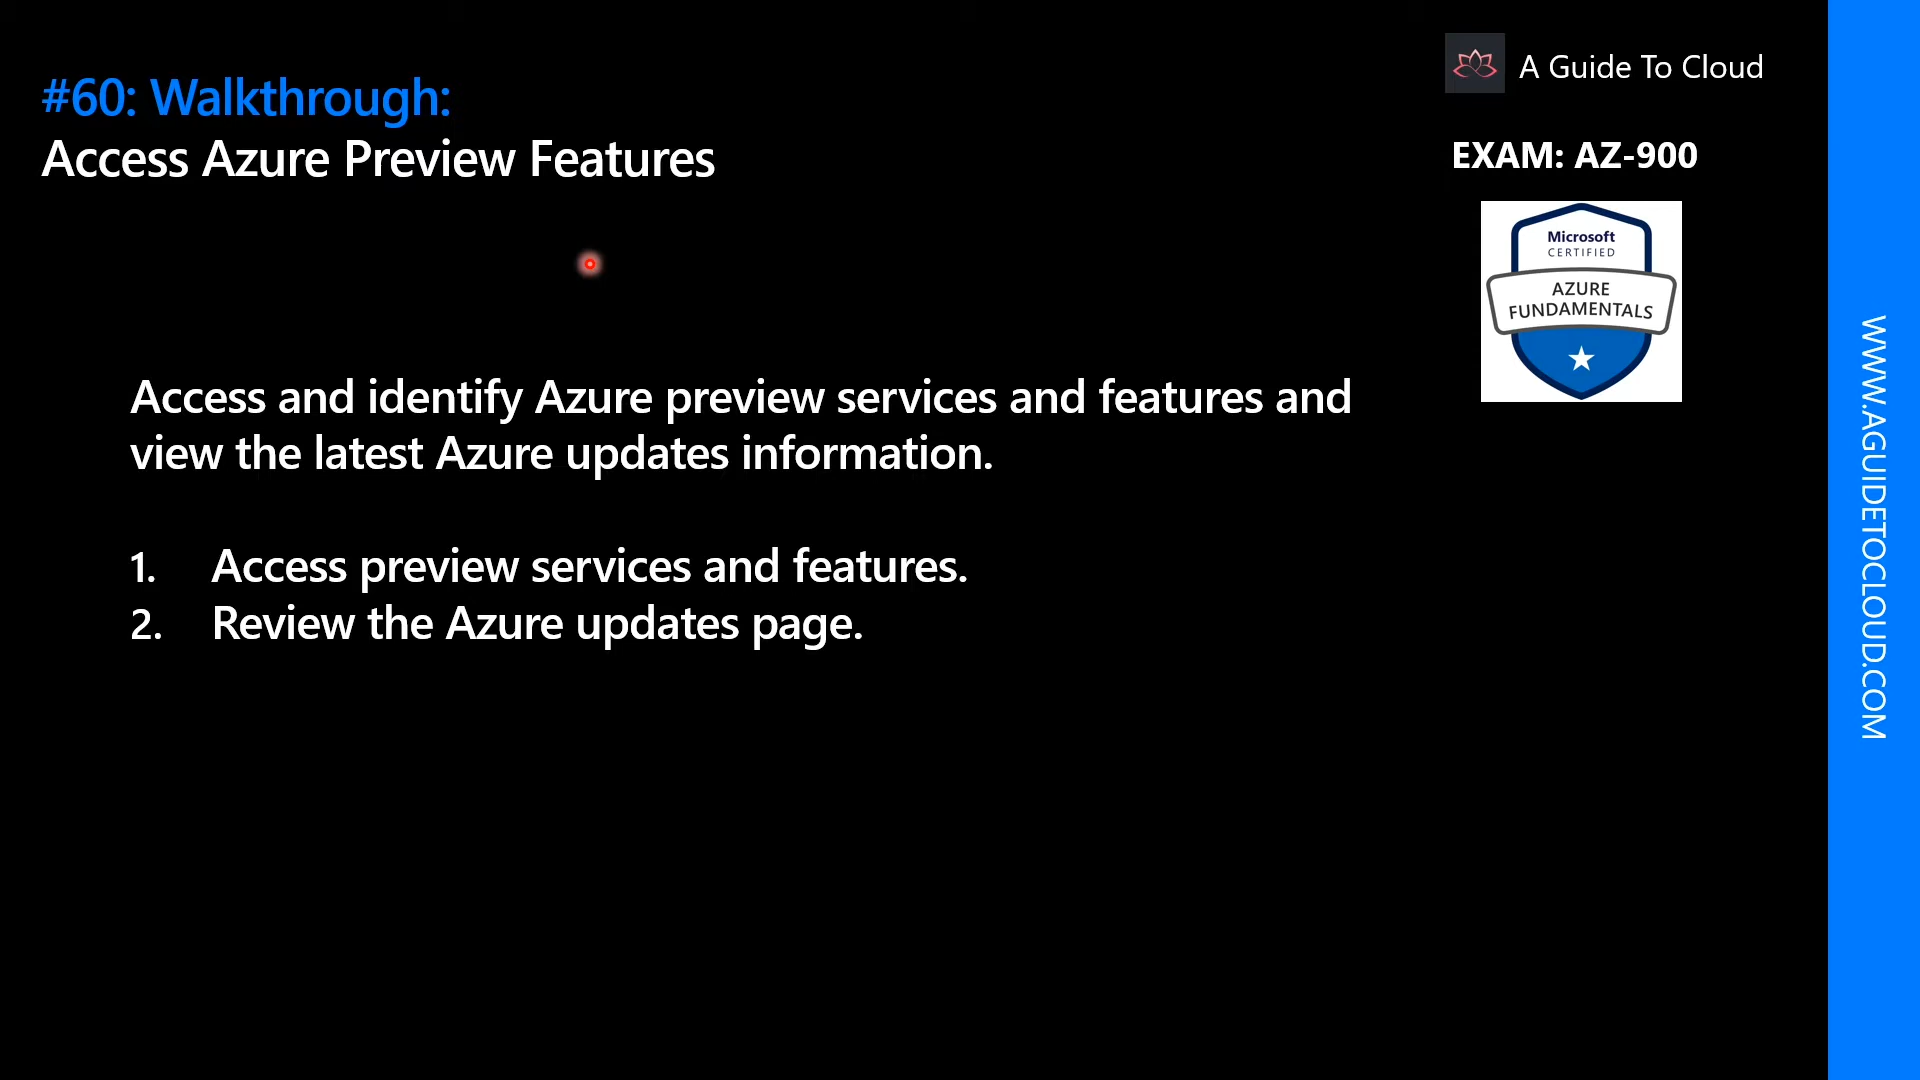 #60: Walkthrough:
Access Azure Preview Features
A Guide To Cloud
EXAM: AZ-900
Microsoft
CERTIFIED
AZURE
FUNDAMENTALS
Access and identify Azure preview services and features and
view the latest Azure updates information.
1. Access preview services and features.
2. Review the Azure updates page.
WWW.AGUIDETOCLOUD.COM